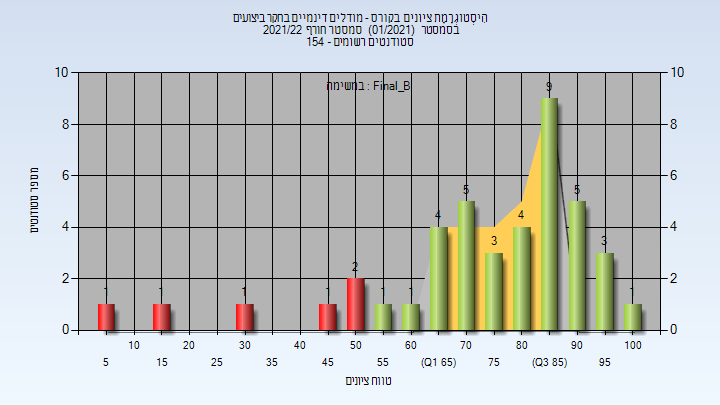 היסטוגרמת ציונים בקורס - מודלים דינמיים בחקר ביצועים
בסמסטר (01/2021) סמסטר חורף 2021/22
סטודנטים רשומים - 154
במשימה : Final_B
10 10
8 8
6 6
4 4
2 2
0 0
מספר סטודנטים
1 1 1 1 2 1 1 4 5 3 4 9 5 3 1
10 20 30 40 50 60 70 80 90 100
5 15 25 35 45 55 (Q1 65) 75 (Q3 85) 95
טווח ציונים